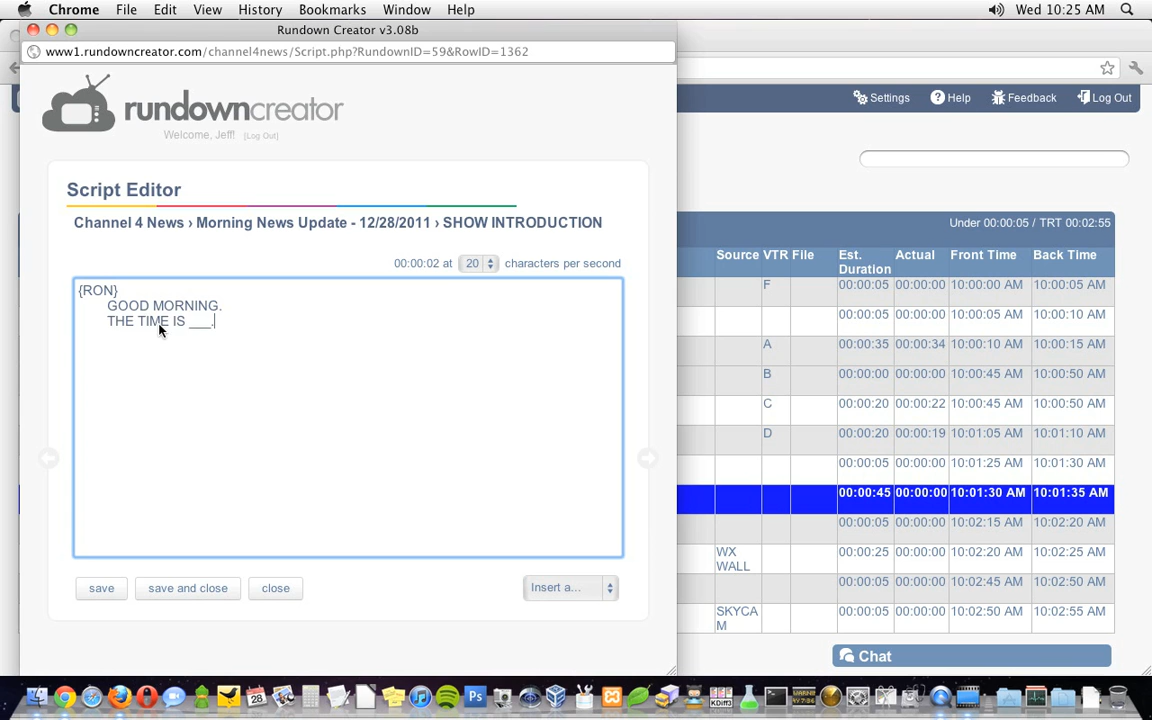 Chrome File Edit View History Bookmarks Window Help Wed 10:25 AM
Rundown Creator v3.08b
www1.rundowncreator.com/channel4news/Script.php?RundownID=59&RowID=1362
Settings Help Feedback Log Out
rundowncreator
Welcome, Jeff! [Log Out]
Script Editor
Channel 4 News › Morning News Update - 12/28/2011 › SHOW INTRODUCTION
00:00:02 at 20 characters per second
{RON}
GOOD MORNING.
THE TIME IS ___.
save save and close close Insert a...
Under 00:00:05 / TRT 00:02:55
Source VTR File Est. Duration Actual Front Time Back Time
F 00:00:05 00:00:00 10:00:00 AM 10:00:05 AM
00:00:05 00:00:00 10:00:05 AM 10:00:10 AM
A 00:00:35 00:00:34 10:00:10 AM 10:00:15 AM
B 00:00:00 00:00:00 10:00:45 AM 10:00:50 AM
C 00:00:20 00:00:22 10:00:45 AM 10:00:50 AM
D 00:00:20 00:00:19 10:01:05 AM 10:01:10 AM
00:00:05 00:00:00 10:01:25 AM 10:01:30 AM
00:00:45 00:00:00 10:01:30 AM 10:01:35 AM
00:00:05 00:00:00 10:02:15 AM 10:02:20 AM
WX WALL 00:00:25 00:00:00 10:02:20 AM 10:02:25 AM
00:00:05 00:00:00 10:02:45 AM 10:02:50 AM
SKYCAM 00:00:05 00:00:00 10:02:50 AM 10:02:55 AM
Chat